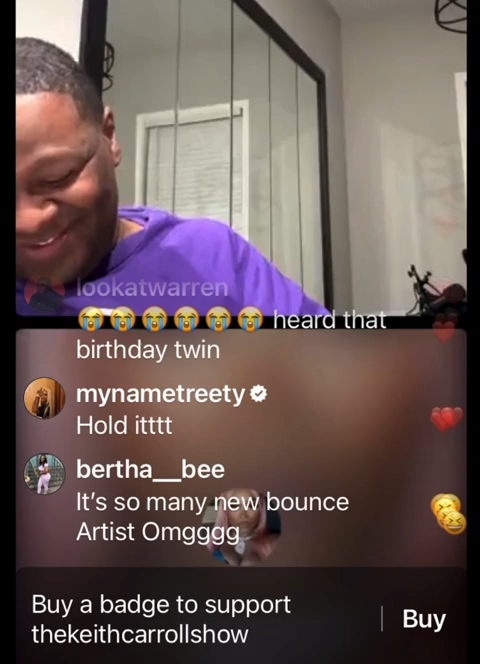 lookatwarren
😭😭😭😭😭😭 heard that
birthday twin
mynametreety
Hold itttt
bertha__bee
It's so many new bounce
Artist Omgggg
Buy a badge to support
thekeithcarrollshow
Buy